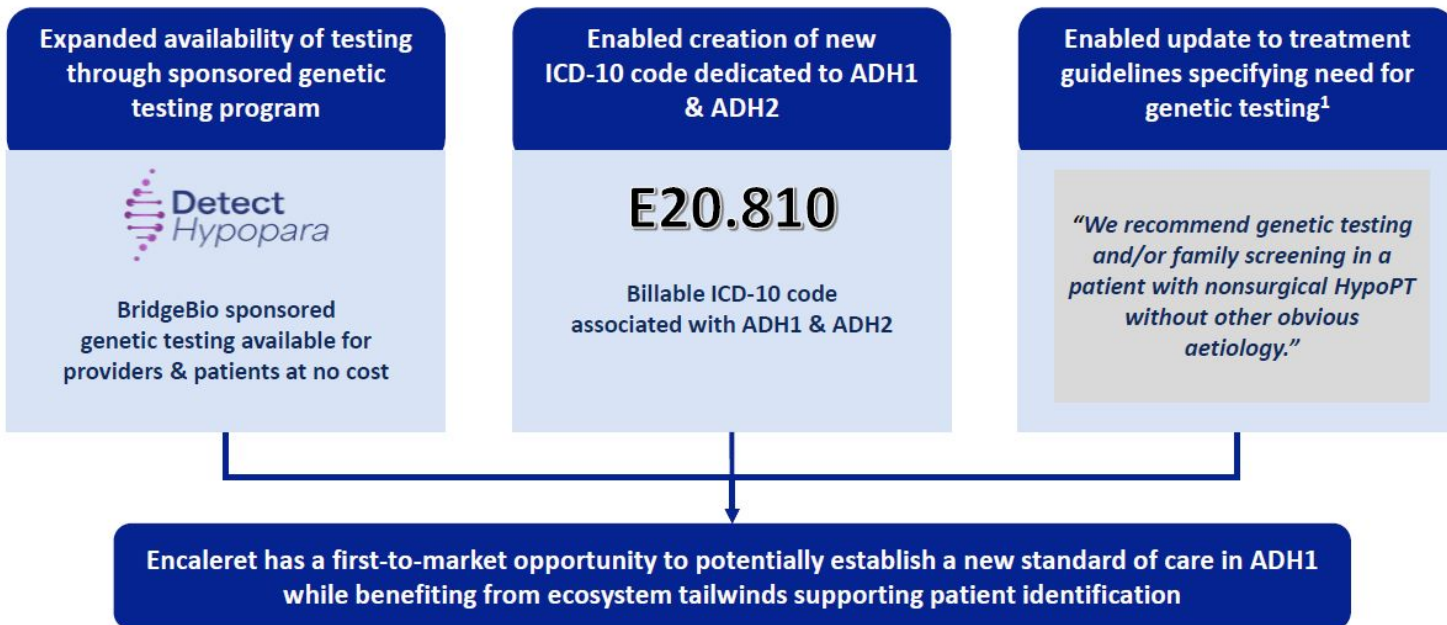 Expanded availability of testing
through sponsored genetic
testing program
Detect
Hypopara
BridgeBio sponsored
genetic testing available for
providers & patients at no cost
Enabled creation of new
ICD-10 code dedicated to ADH1
& ADH2
E20.810
Billable ICD-10 code
associated with ADH1 & ADH2
Enabled update to treatment
guidelines specifying need for
genetic testing¹
“We recommend genetic testing
and/or family screening in a
patient with nonsurgical HypoPT
without other obvious
aetiology.”
Encaleret has a first-to-market opportunity to potentially establish a new standard of care in ADH1
while benefiting from ecosystem tailwinds supporting patient identification